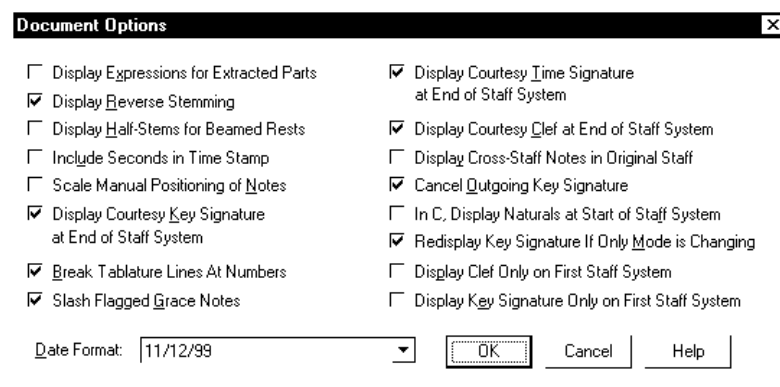 Document Options
Display Expressions for Extracted Parts
Display Reverse Stemming
Display Half-Stems for Beamed Rests
Include Seconds in Time Stamp
Scale Manual Positioning of Notes
Display Courtesy Key Signature
at End of Staff System
Break Tablature Lines At Numbers
Slash Flagged Grace Notes
Display Courtesy Time Signature
at End of Staff System
Display Courtesy Clef at End of Staff System
Display Cross-Staff Notes in Original Staff
Cancel Outgoing Key Signature
In C, Display Naturals at Start of Staff System
Redisplay Key Signature If Only Mode is Changing
Display Clef Only on First Staff System
Display Key Signature Only on First Staff System
Date Format: 11/12/99
OK Cancel Help